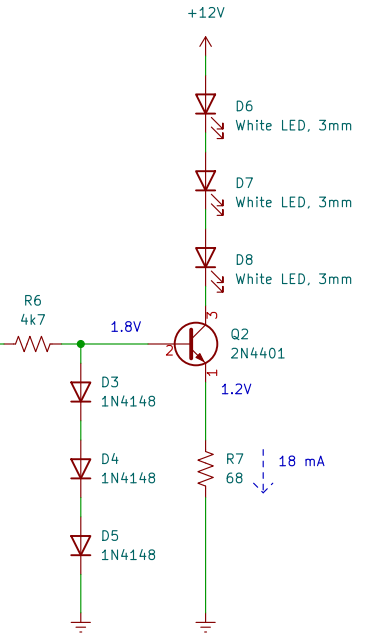 +12V
D6
White LED, 3mm
D7
White LED, 3mm
D8
White LED, 3mm
R6
4k7
1.8V
2
3
1
Q2
2N4401
1.2V
D3
1N4148
D4
1N4148
R7
68
18 mA
D5
1N4148